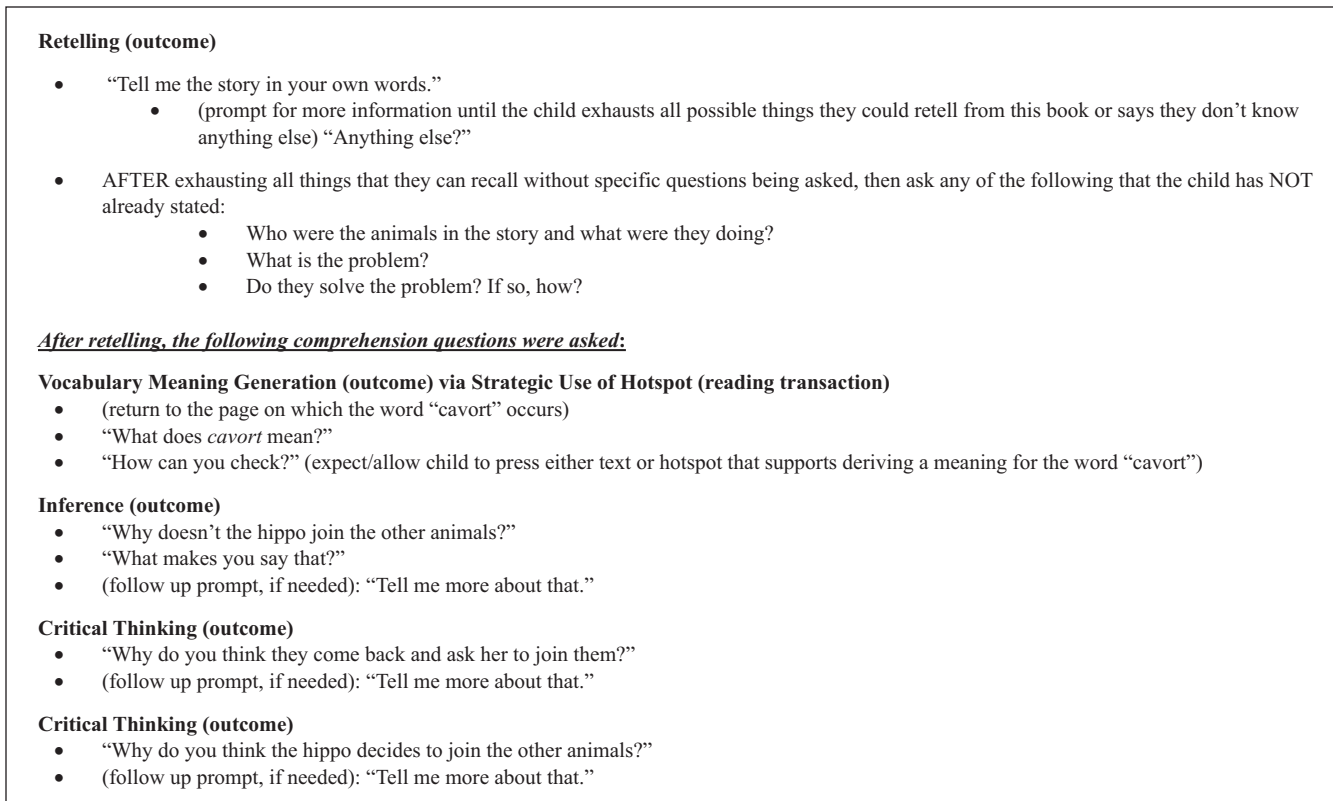 Retelling (outcome)
• “Tell me the story in your own words.”
• (prompt for more information until the child exhausts all possible things they could retell from this book or says they don’t know
anything else) “Anything else?”
• AFTER exhausting all things that they can recall without specific questions being asked, then ask any of the following that the child has NOT
already stated:
• Who were the animals in the story and what were they doing?
• What is the problem?
• Do they solve the problem? If so, how?
After retelling, the following comprehension questions were asked:
Vocabulary Meaning Generation (outcome) via Strategic Use of Hotspot (reading transaction)
• (return to the page on which the word “cavort” occurs)
• “What does cavort mean?”
• “How can you check?” (expect/allow child to press either text or hotspot that supports deriving a meaning for the word “cavort”)
Inference (outcome)
• “Why doesn’t the hippo join the other animals?”
• “What makes you say that?”
• (follow up prompt, if needed): “Tell me more about that.”
Critical Thinking (outcome)
• “Why do you think they come back and ask her to join them?”
• (follow up prompt, if needed): “Tell me more about that.”
Critical Thinking (outcome)
• “Why do you think the hippo decides to join the other animals?”
• (follow up prompt, if needed): “Tell me more about that.”